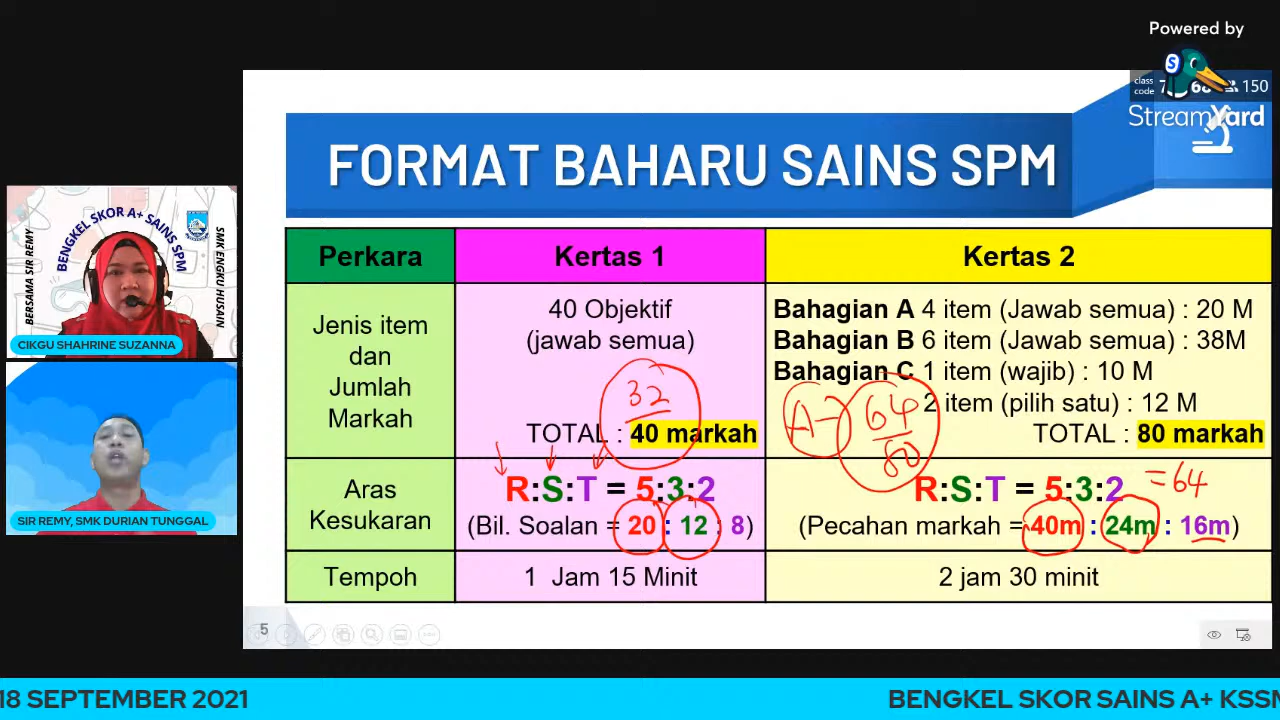 Powered by
StreamYard
class code
150
FORMAT BAHARU SAINS SPM
BENGKEL SKOR A+ SAINS SPM
BERSAMA SIR REMY
SMK ENGKU HUSAIN
CIKGU SHAHRINE SUZANNA
SIR REMY, SMK DURIAN TUNGGAL
Perkara
Kertas 1
Kertas 2
Jenis item
dan
Jumlah
Markah
40 Objektif
(jawab semua)
32
TOTAL : 40 markah
Bahagian A 4 item (Jawab semua) : 20 M
Bahagian B 6 item (Jawab semua) : 38M
Bahagian C 1 item (wajib) : 10 M
2 item (pilih satu) : 12 M
TOTAL : 80 markah
A-
64
80
Aras
Kesukaran
R:S:T = 5:3:2
(Bil. Soalan = 20 : 12 : 8)
R:S:T = 5:3:2
=64
(Pecahan markah = 40m : 24m : 16m)
Tempoh
1 Jam 15 Minit
2 jam 30 minit
5
18 SEPTEMBER 2021
BENGKEL SKOR SAINS A+ KSSM